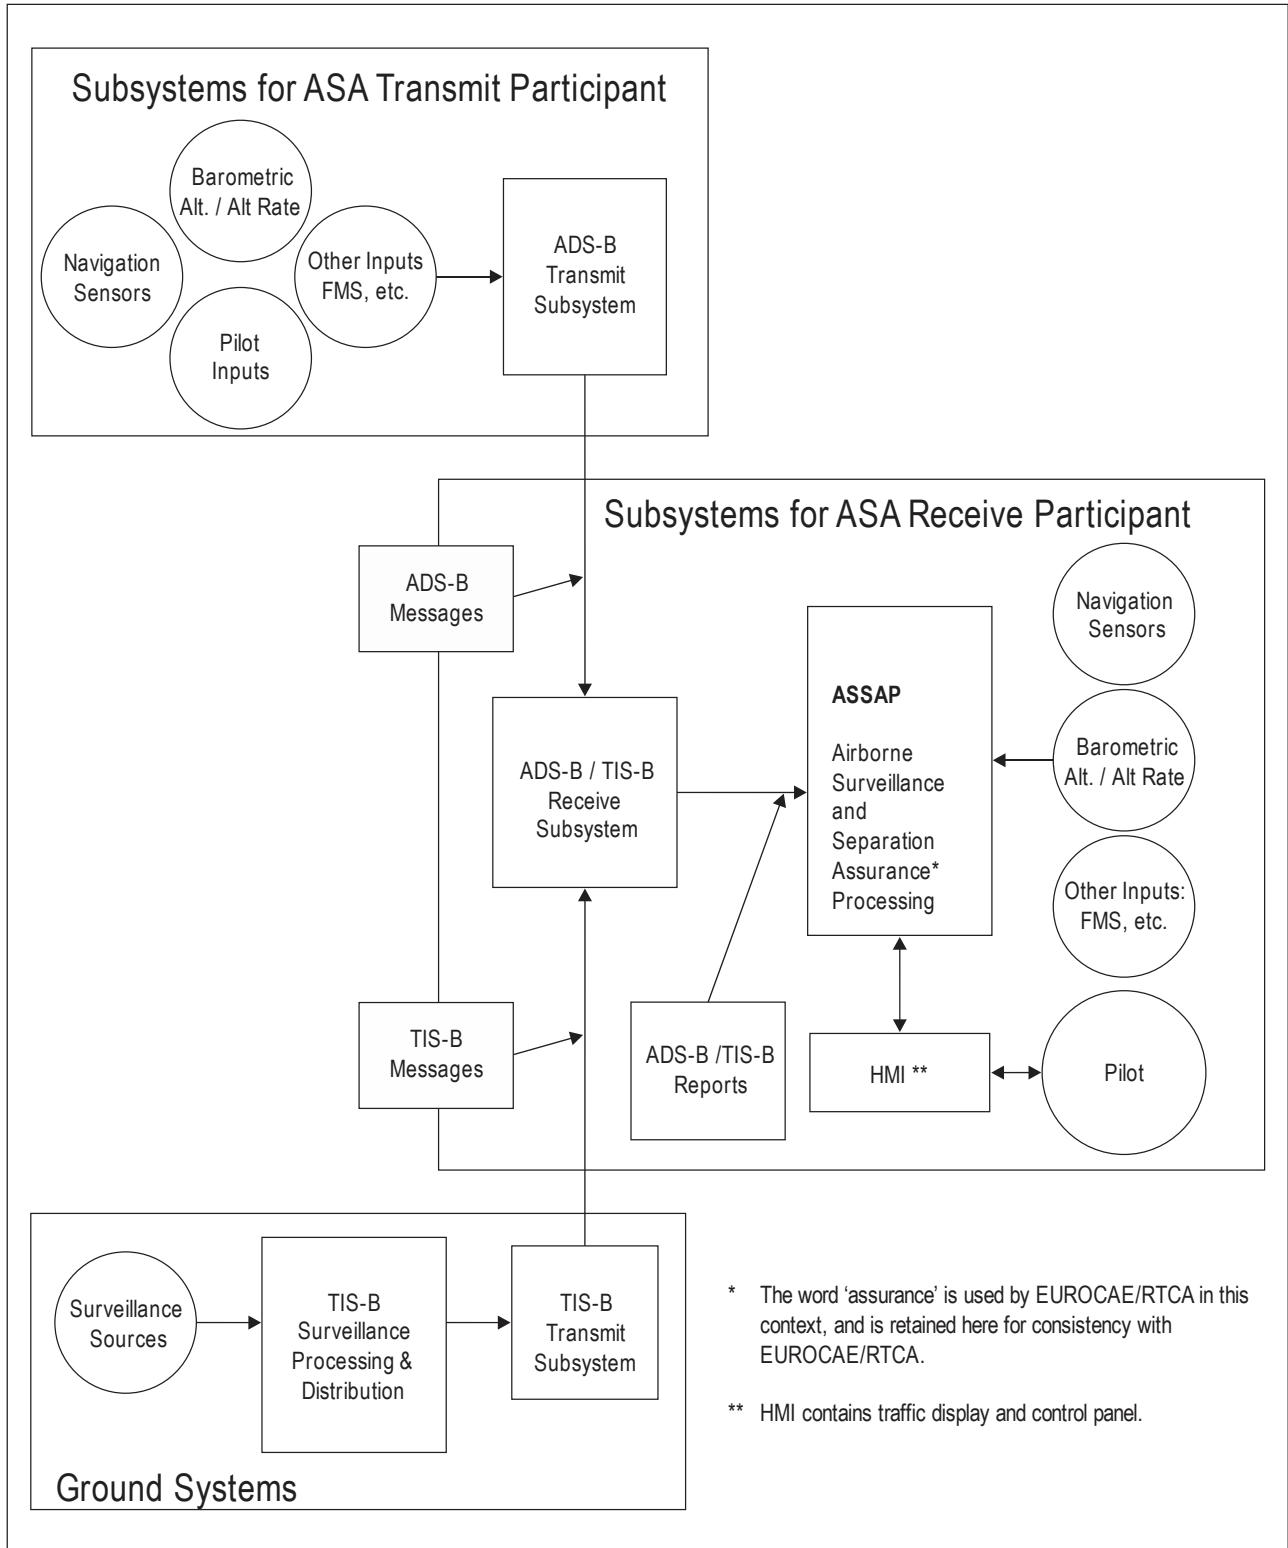 Subsystems for ASA Transmit Participant
Barometric
Alt. / Alt Rate
Navigation
Sensors
Other Inputs
FMS, etc.
Pilot
Inputs
ADS-B
Transmit
Subsystem
Subsystems for ASA Receive Participant
ADS-B
Messages
Navigation
Sensors
ASSAP
Airborne
Surveillance
and
Separation
Assurance*
Processing
Barometric
Alt. / Alt Rate
ADS-B / TIS-B
Receive
Subsystem
Other Inputs:
FMS, etc.
TIS-B
Messages
ADS-B /TIS-B
Reports
HMI **
Pilot
Surveillance
Sources
TIS-B
Surveillance
Processing &
Distribution
TIS-B
Transmit
Subsystem
Ground Systems
* The word ‘assurance’ is used by EUROCAE/RTCA in this
context, and is retained here for consistency with
EUROCAE/RTCA.
** HMI contains traffic display and control panel.